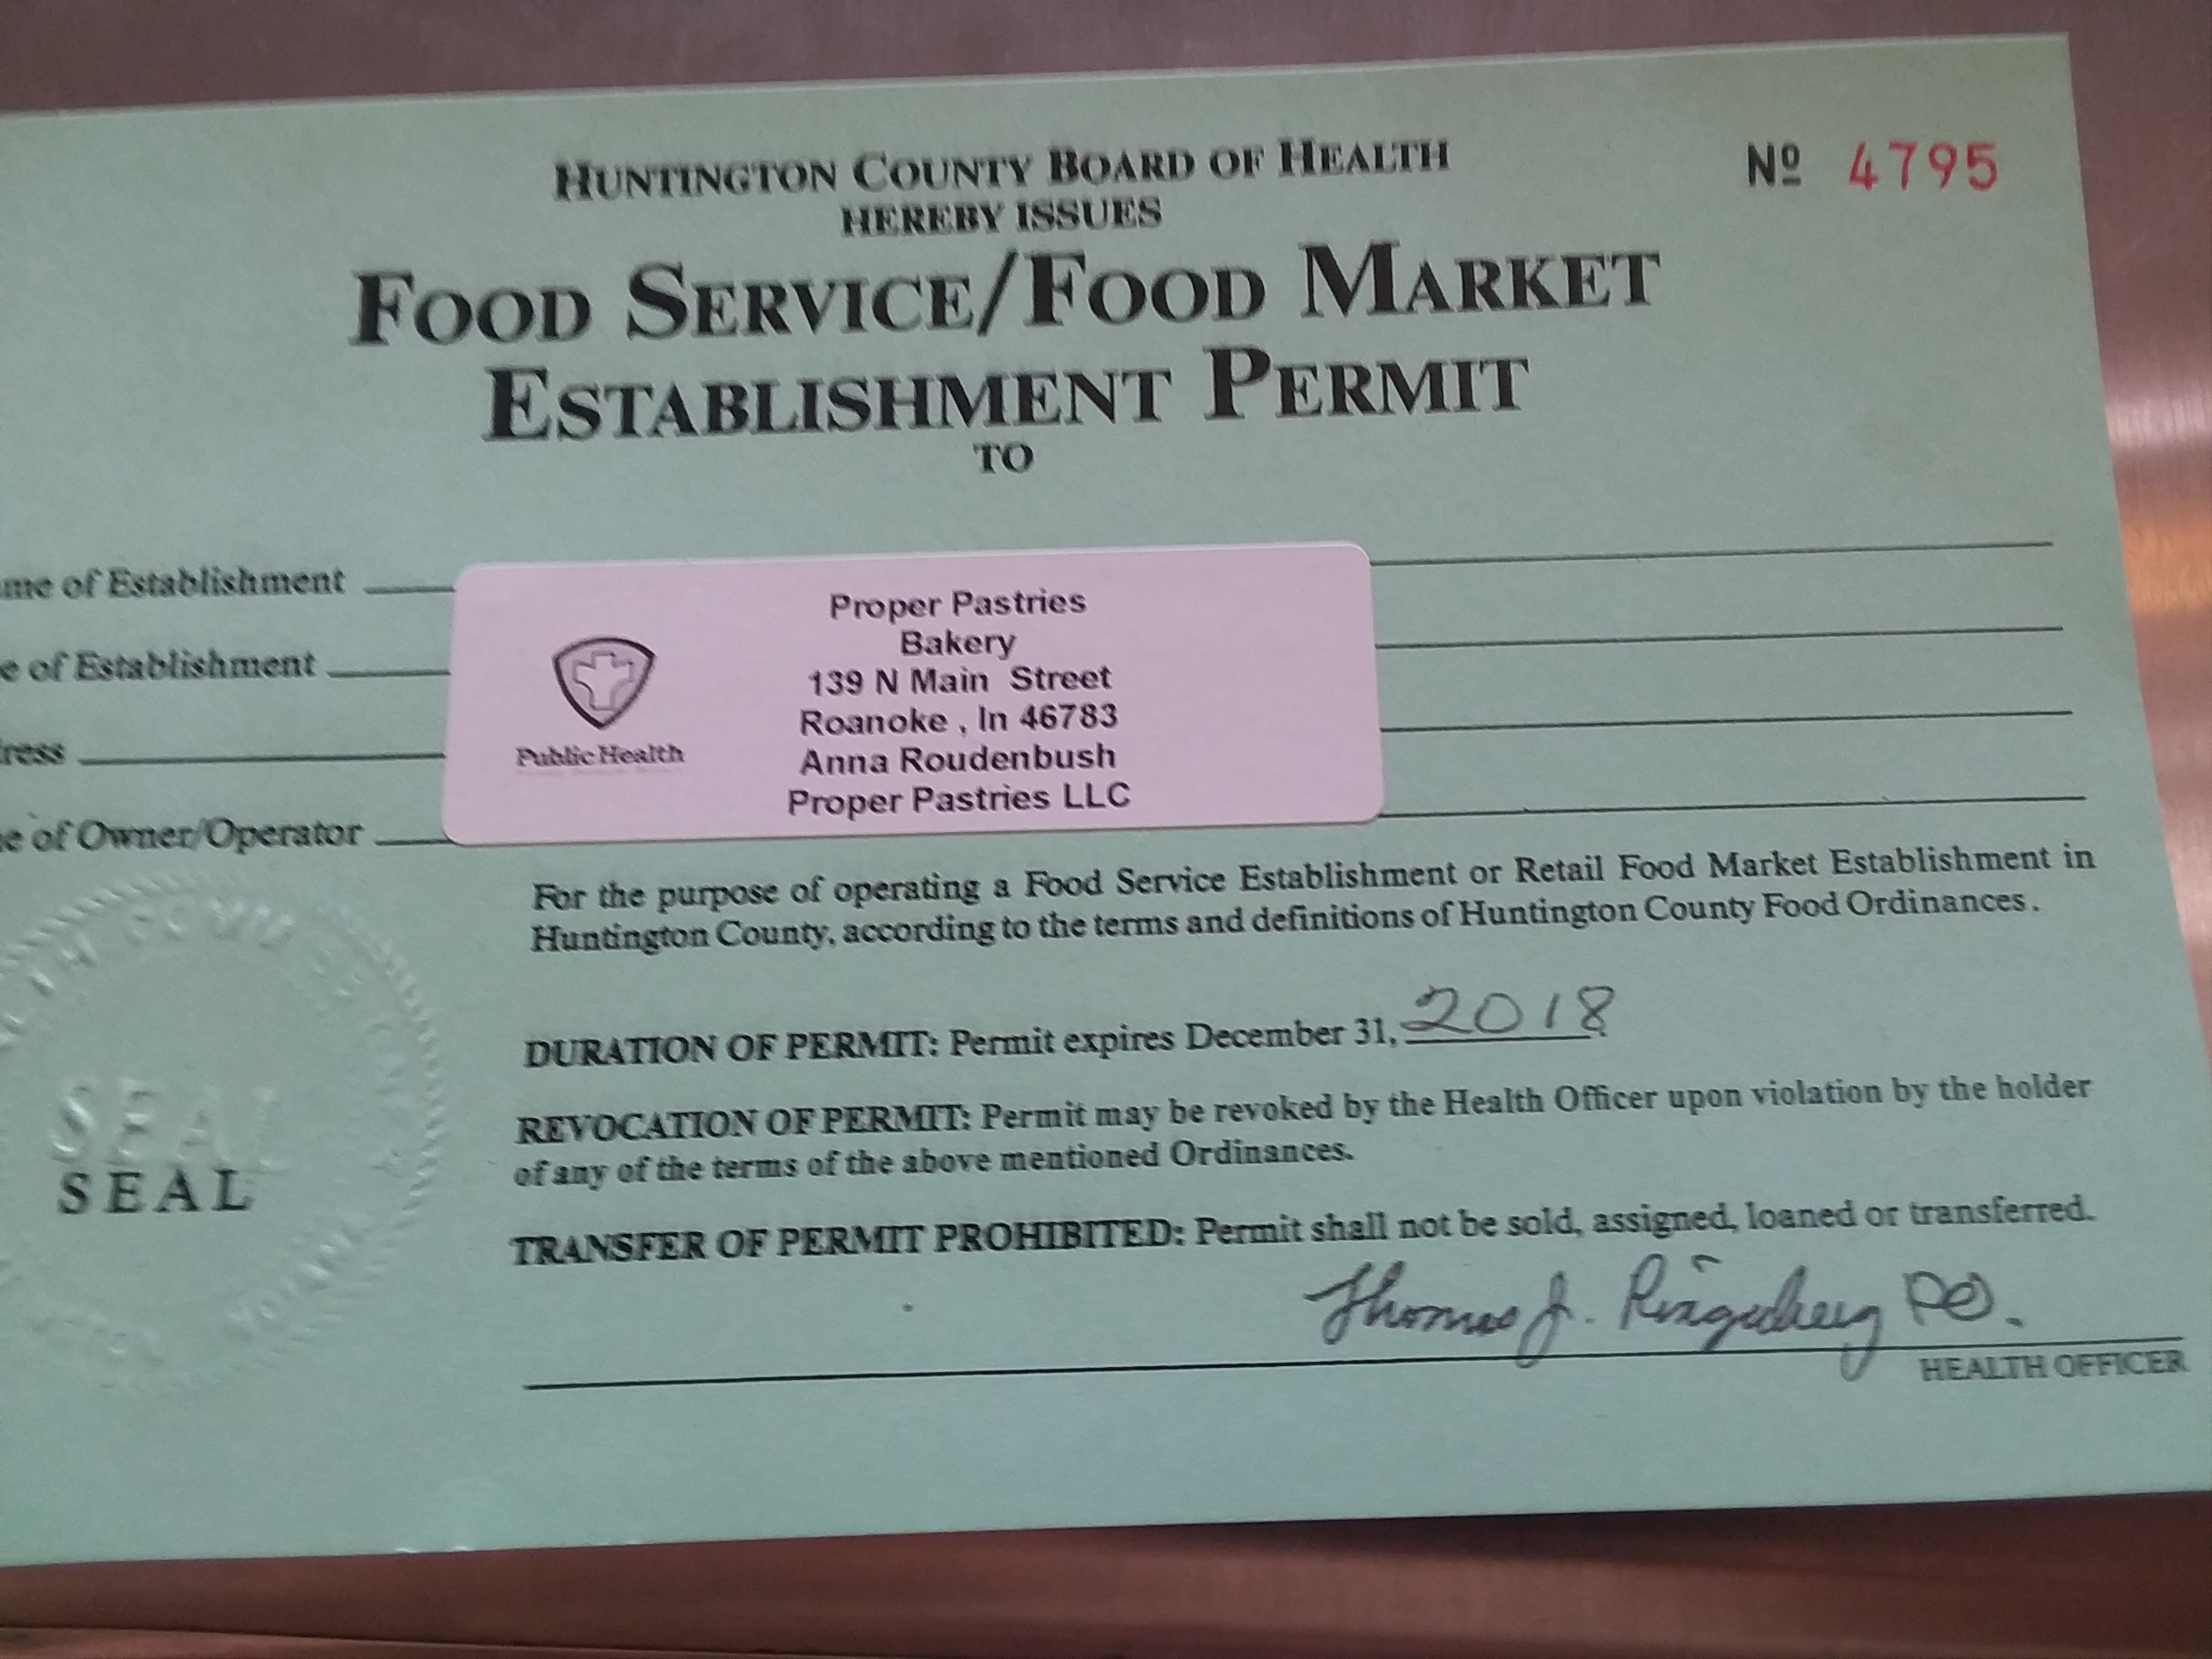 HUNTINGTON COUNTY BOARD OF HEALTH
Nº 4795
HEREBY ISSUES
FOOD SERVICE/FOOD MARKET
ESTABLISHMENT PERMIT
TO
me of Establishment
e of Establishment
ress
e of Owner/Operator
Public Health
Proper Pastries
Bakery
139 N Main Street
Roanoke , In 46783
Anna Roudenbush
Proper Pastries LLC
For the purpose of operating a Food Service Establishment or Retail Food Market Establishment in
Huntington County, according to the terms and definitions of Huntington County Food Ordinances.
DURATION OF PERMIT: Permit expires December 31, 2018
REVOCATION OF PERMIT: Permit may be revoked by the Health Officer upon violation by the holder
of any of the terms of the above mentioned Ordinances.
TRANSFER OF PERMIT PROHIBITED: Permit shall not be sold, assigned, loaned or transferred.
SEAL
SEAL
Thomas J.
HEALTH OFFICER